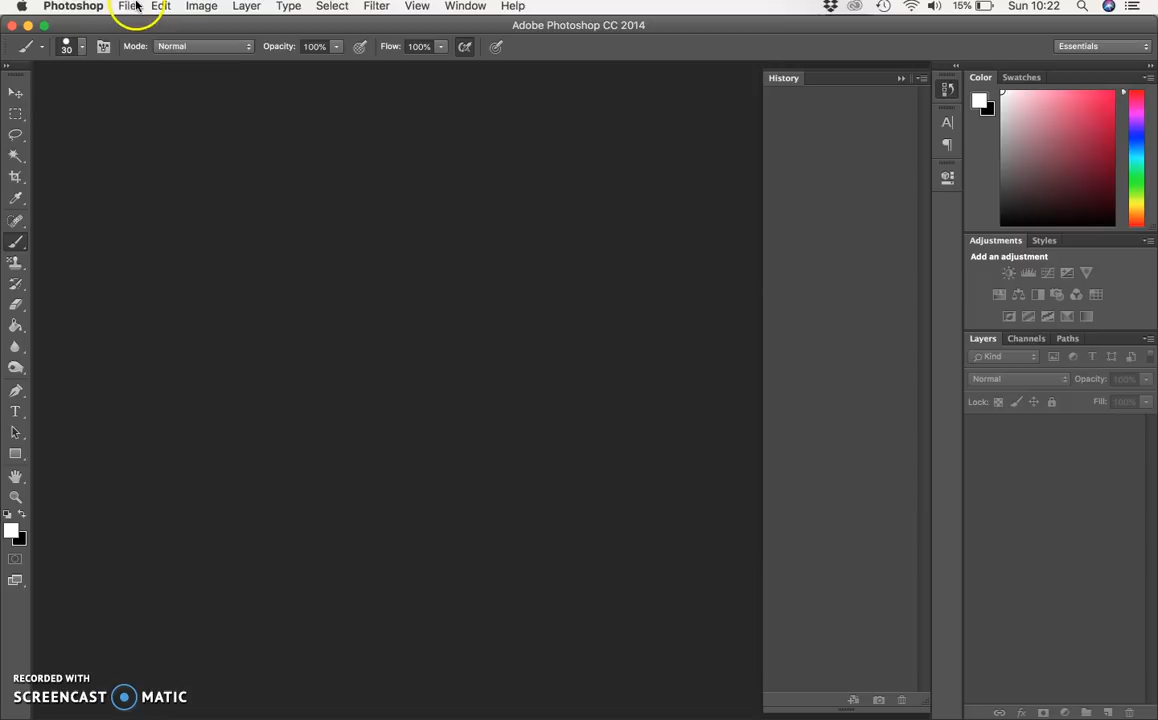 Photoshop File Edit Image Layer Type Select Filter View Window Help 15% Sun 10:22
Adobe Photoshop CC 2014
30 Mode: Normal Opacity: 100% Flow: 100% Essentials
History
Color Swatches
A
Adjustments Styles
Add an adjustment
Layers Channels Paths
Kind T
Normal Opacity: 100%
Lock: Fill: 100%
T
fx
RECORDED WITH
SCREENCAST MATIC